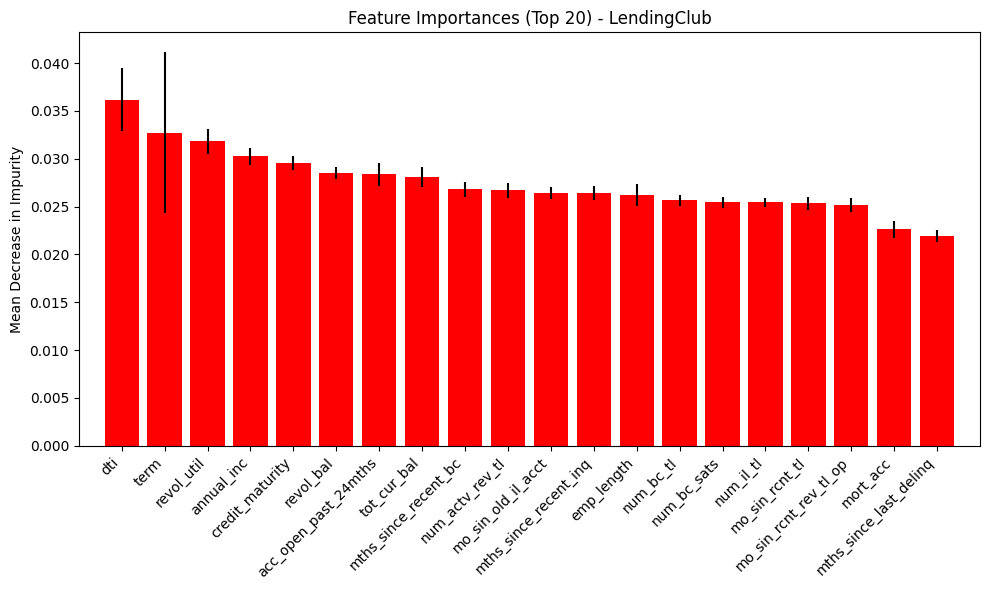 Feature Importances (Top 20) - LendingClub
Mean Decrease in Impurity
0.040
0.035
0.030
0.025
0.020
0.015
0.010
0.005
0.000
dti
term
revol_util
annual_inc
credit_maturity
revol_bal
acc_open_past_24mths
tot_cur_bal
mths_since_recent_bc
num_actv_rev_tl
mo_sin_old_il_acct
mths_since_recent_inq
emp_length
num_bc_tl
num_bc_sats
num_il_tl
mo_sin_rcnt_tl
mo_sin_rcnt_rev_tl_op
mort_acc
mths_since_last_delinq